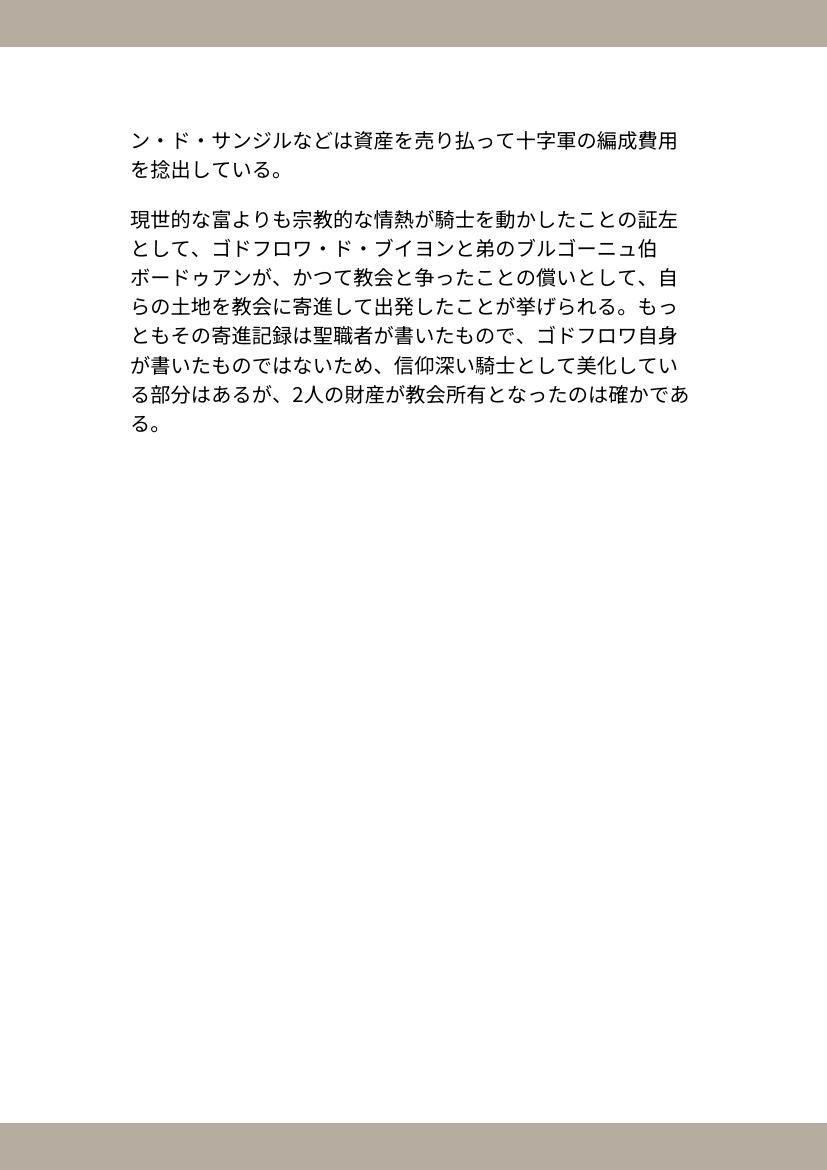 ン・ド・サンジルなどは資産を売り払って十字軍の編成費用
を捻出している。
現世的な富よりも宗教的な情熱が騎士を動かしたことの証左
として、ゴドフロワ・ド・ブイヨンと弟のブルゴーニュ伯
ボードゥアンが、かつて教会と争ったことの償いとして、自
らの土地を教会に寄進して出発したことが挙げられる。もっ
ともその寄進記録は聖職者が書いたもので、ゴドフロワ自身
が書いたものではないため、信仰深い騎士として美化してい
る部分はあるが、2人の財産が教会所有となったのは確かであ
る。